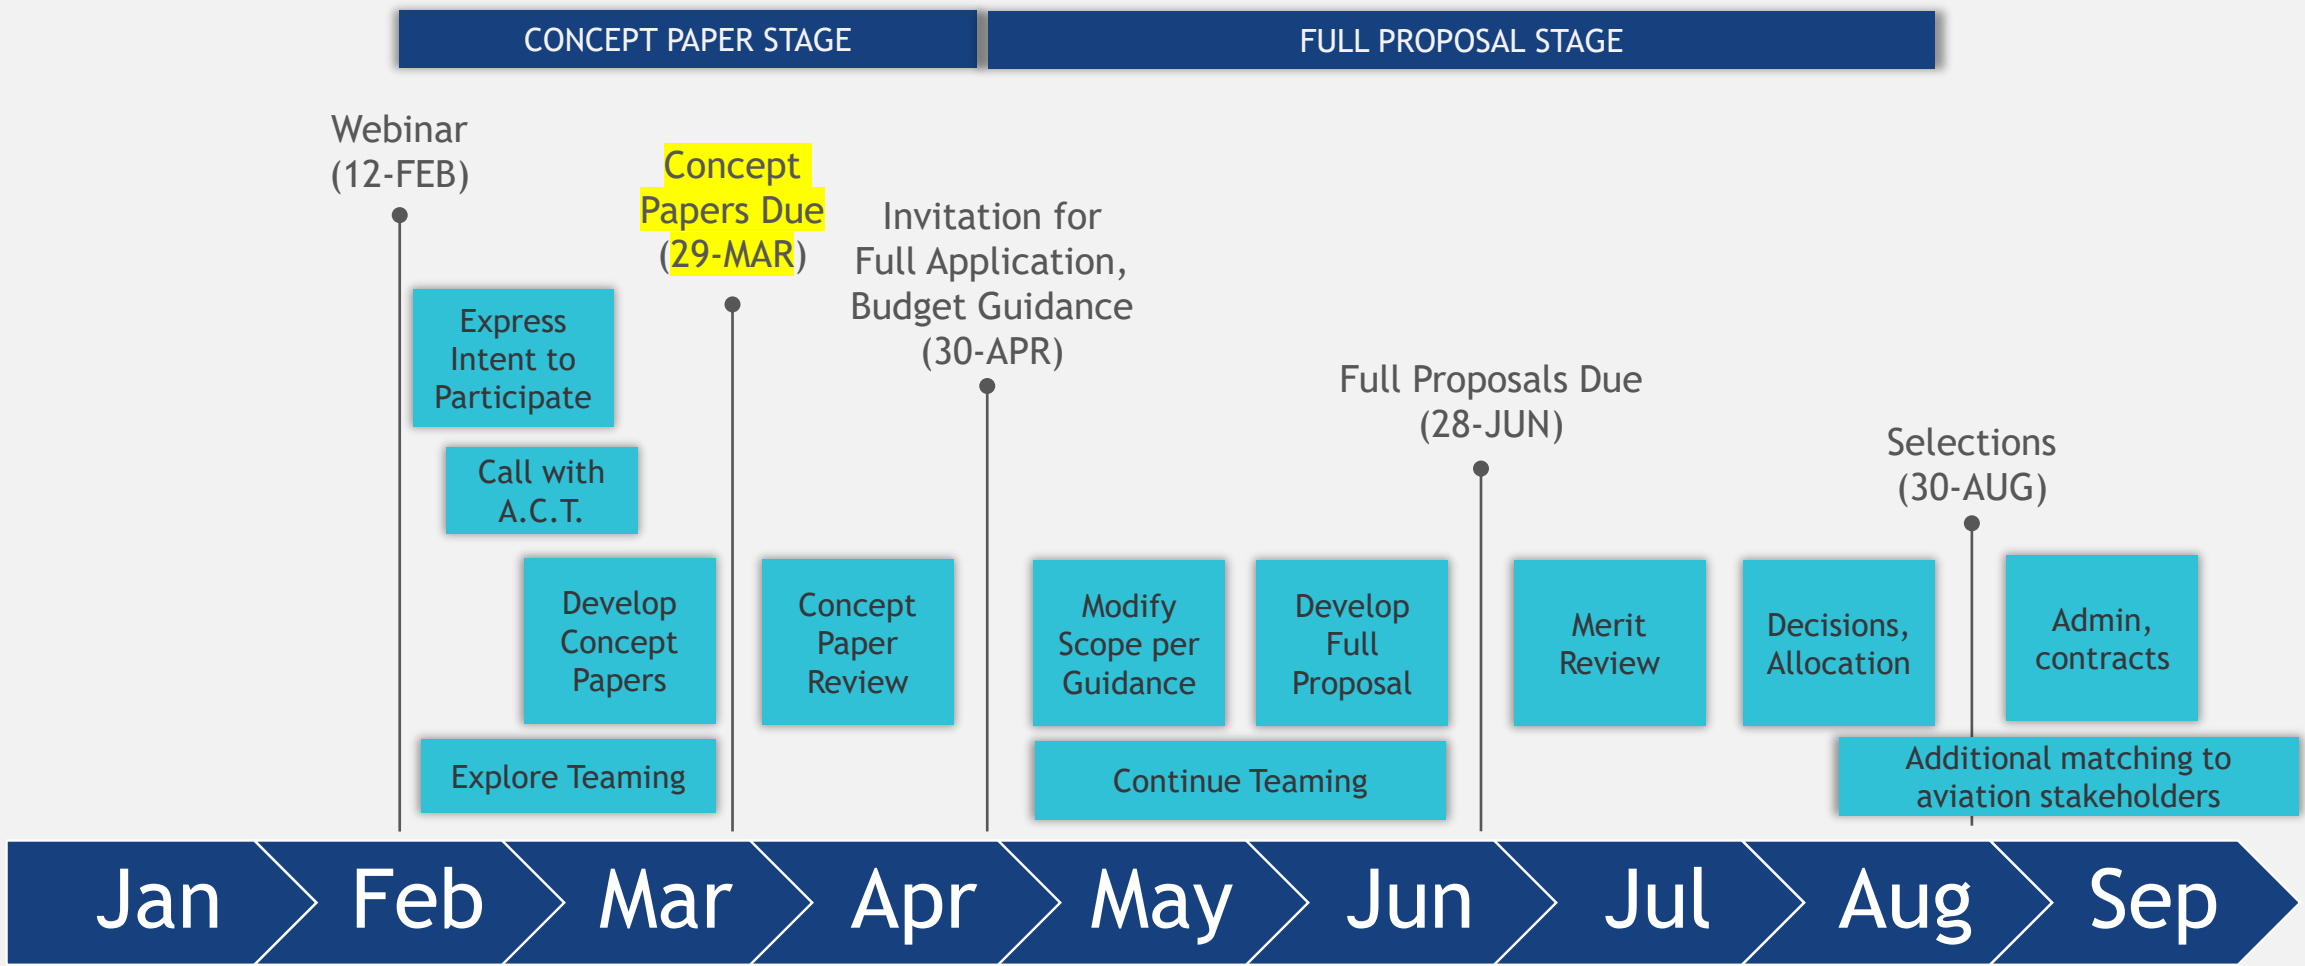 CONCEPT PAPER STAGE
FULL PROPOSAL STAGE
Webinar
(12-FEB)
Concept
Papers Due
(29-MAR)
Invitation for
Full Application,
Budget Guidance
(30-APR)
Full Proposals Due
(28-JUN)
Selections
(30-AUG)
Express
Intent to
Participate
Call with
A.C.T.
Develop
Concept
Papers
Concept
Paper
Review
Modify
Scope per
Guidance
Develop
Full
Proposal
Merit
Review
Decisions,
Allocation
Admin,
contracts
Explore Teaming
Continue Teaming
Additional matching to
aviation stakeholders
Jan
Feb
Mar
Apr
May
Jun
Jul
Aug
Sep